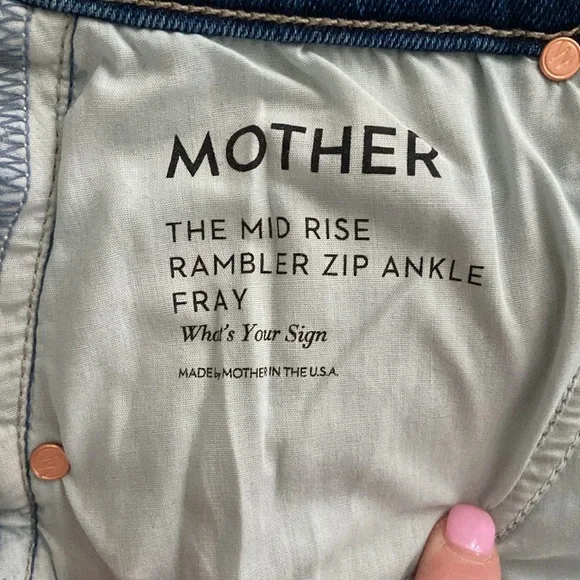 MOTHER
THE MID RISE
RAMBLER ZIP ANKLE
FRAY
What's Your Sign
MADE by MOTHER IN THE U.S.A.